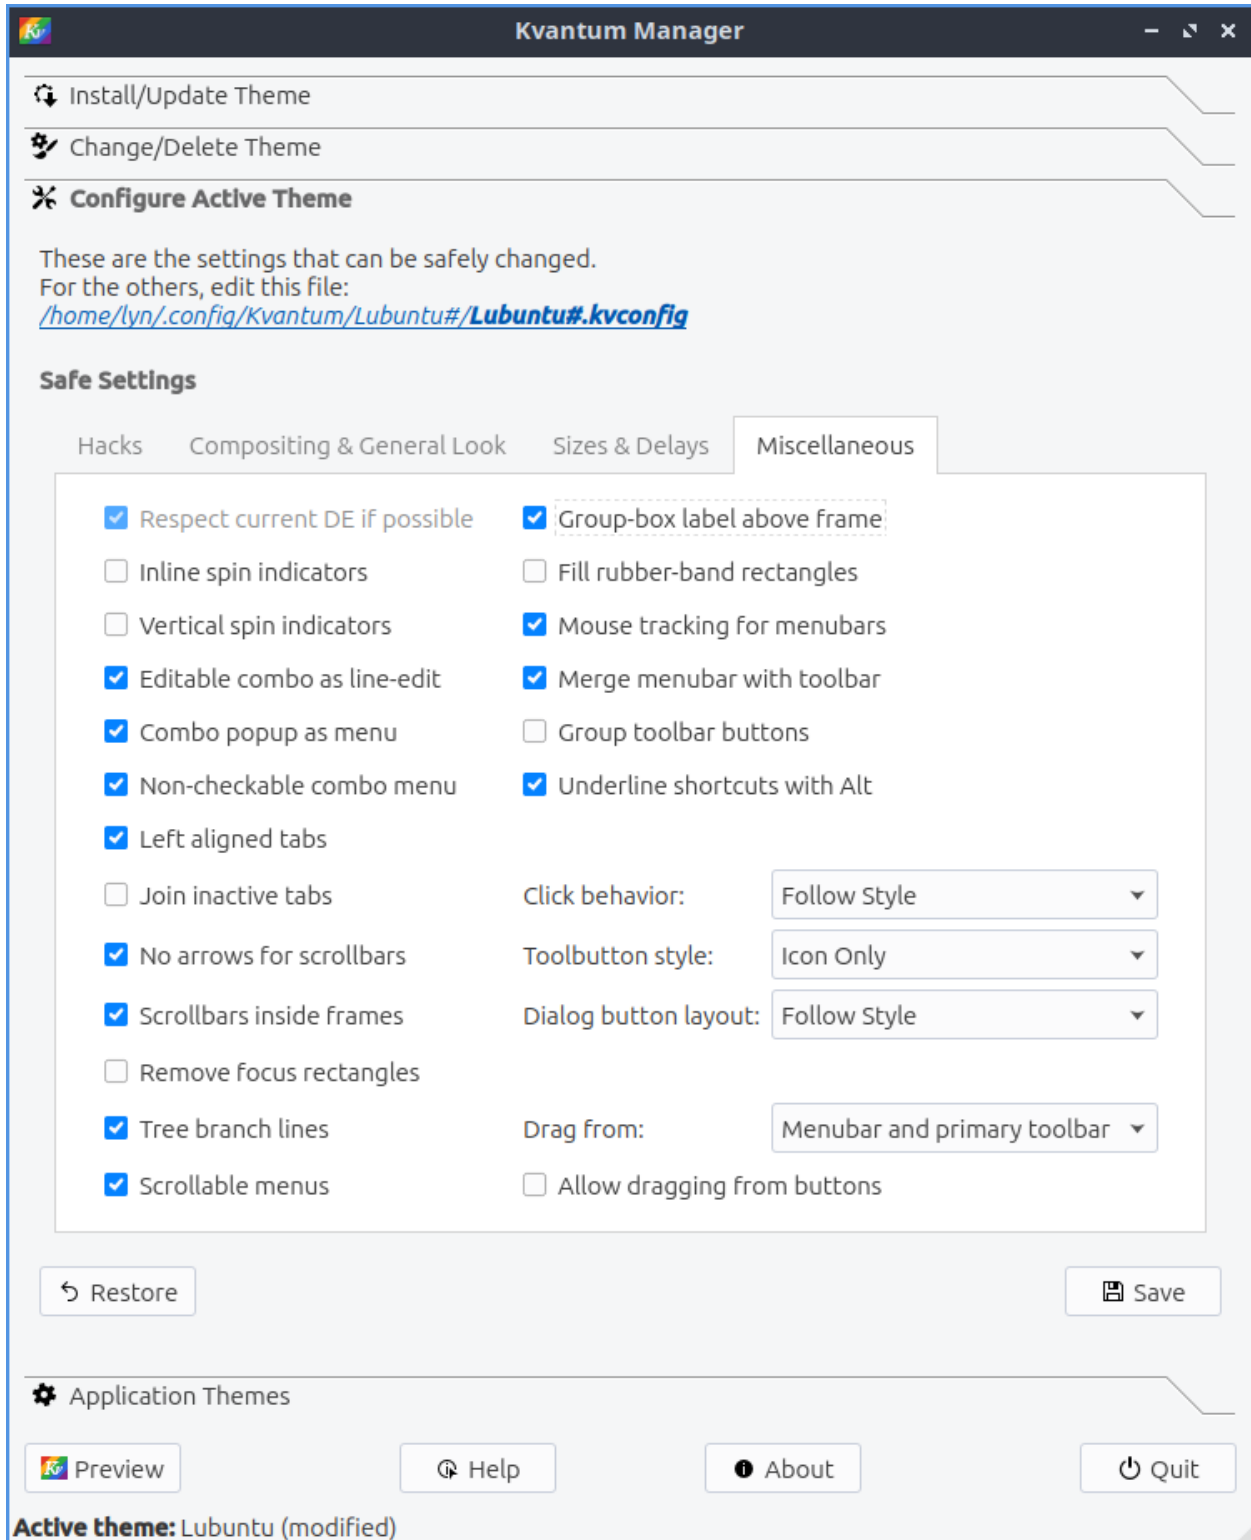 Kvantum Manager
Install/Update Theme
Change/Delete Theme
Configure Active Theme
These are the settings that can be safely changed.
For the others, edit this file:
/home/lyn/.config/Kvantum/Lubuntu#/Lubuntu#.kvconfig
Safe Settings
Hacks Compositing & General Look Sizes & Delays Miscellaneous
Respect current DE if possible Group-box label above frame
Inline spin indicators Fill rubber-band rectangles
Vertical spin indicators Mouse tracking for menubars
Editable combo as line-edit Merge menubar with toolbar
Combo popup as menu Group toolbar buttons
Non-checkable combo menu Underline shortcuts with Alt
Left aligned tabs
Join inactive tabs Click behavior: Follow Style
No arrows for scrollbars Toolbutton style: Icon Only
Scrollbars inside frames Dialog button layout: Follow Style
Remove focus rectangles
Tree branch lines Drag from: Menubar and primary toolbar
Scrollable menus Allow dragging from buttons
Restore Save
Application Themes
Kv Preview Help About Quit
Active theme: Lubuntu (modified)